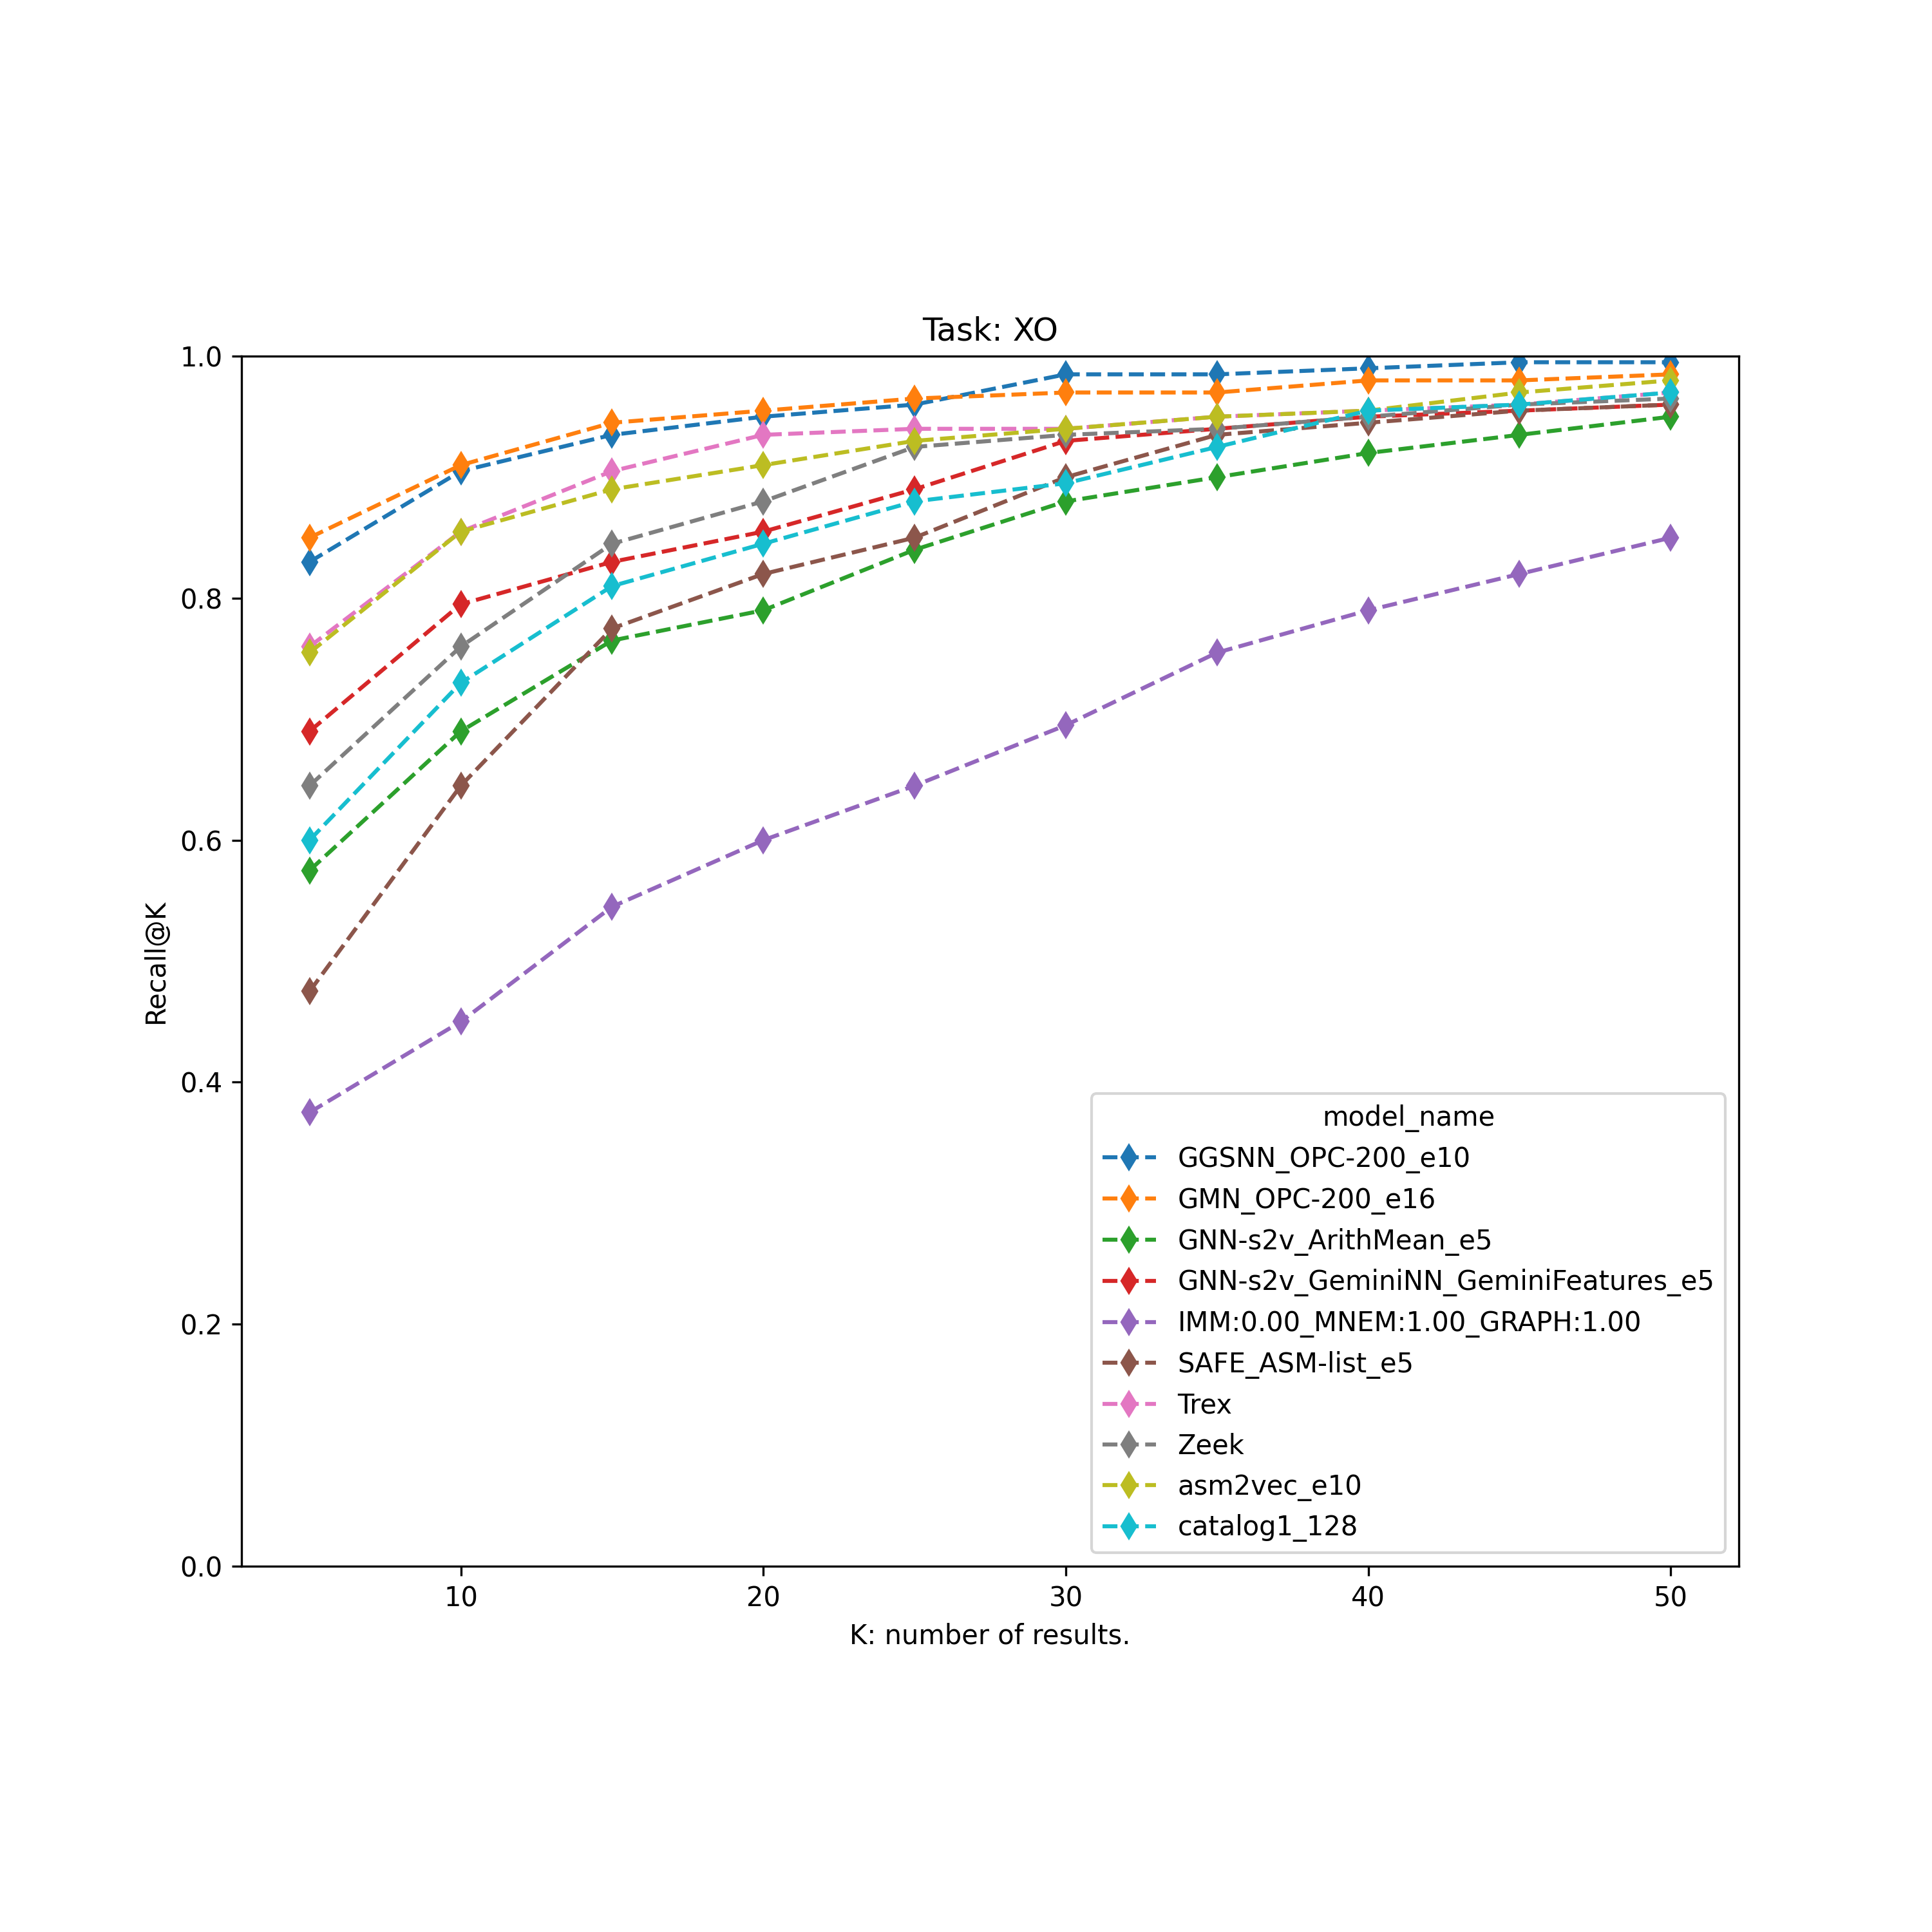 Task: XO
1.0
0.8
0.6
0.4
0.2
0.0
Recall@K
10 20 30 40 50
K: number of results.
model_name
GGSNN_OPC-200_e10
GMN_OPC-200_e16
GNN-s2v_ArithMean_e5
GNN-s2v_GeminiNN_GeminiFeatures_e5
IMM:0.00_MNEM:1.00_GRAPH:1.00
SAFE_ASM-list_e5
Trex
Zeek
asm2vec_e10
catalog1_128